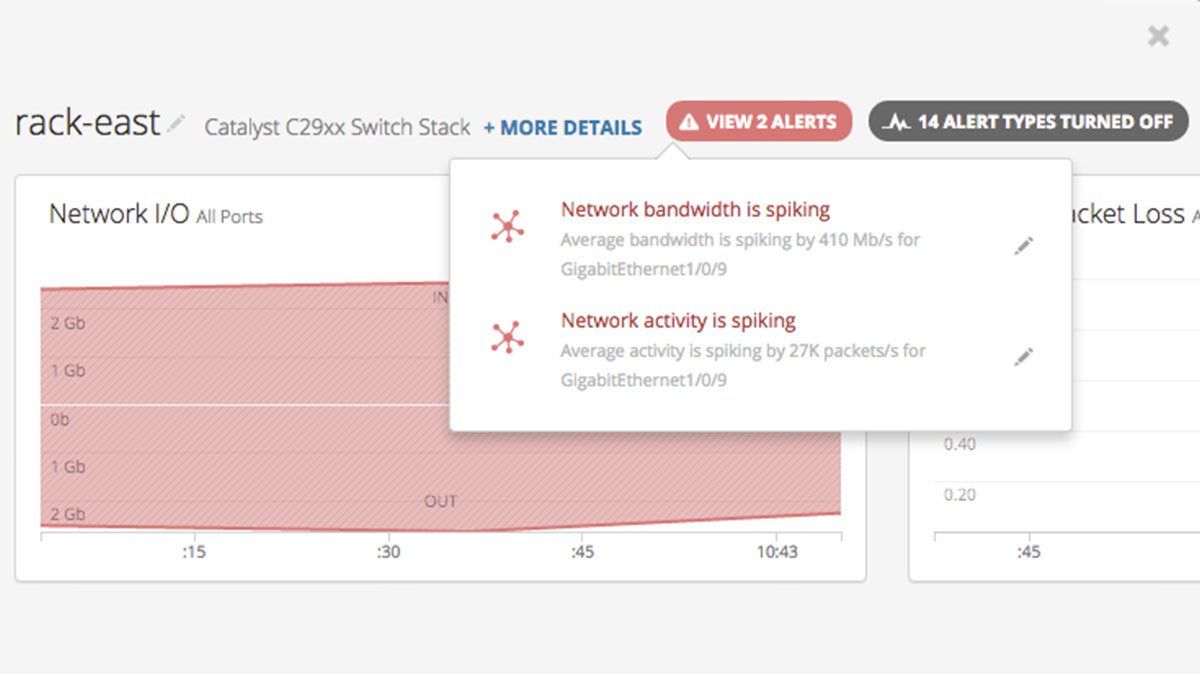 rack-east Catalyst C29xx Switch Stack + MORE DETAILS VIEW 2 ALERTS 14 ALERT TYPES TURNED OFF
Network I/O All Ports
Network bandwidth is spiking
Average bandwidth is spiking by 410 Mb/s for
GigabitEthernet1/0/9
Network activity is spiking
Average activity is spiking by 27K packets/s for
GigabitEthernet1/0/9
IN
2 Gb
1 Gb
0b
1 Gb
2 Gb
OUT
:15 :30 :45 10:43
Loss
0.40
0.20
:45